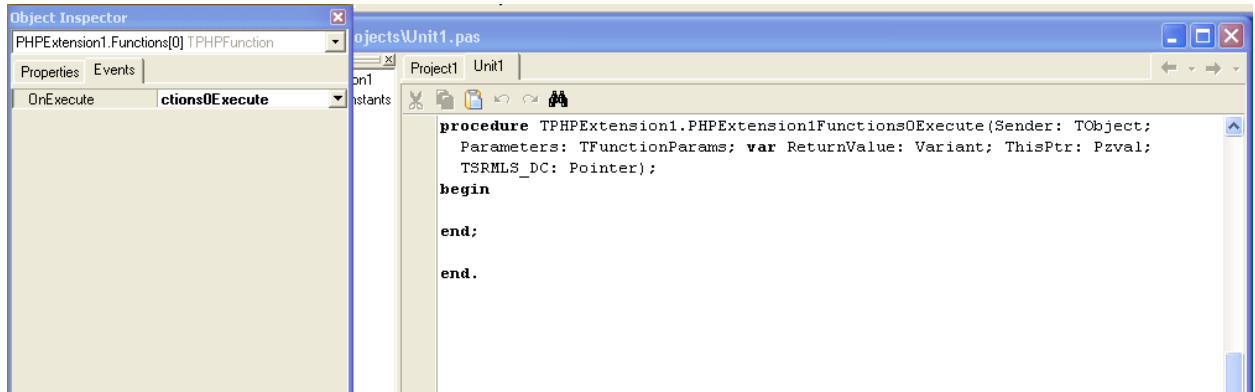 Object Inspector
PHPExtension1.Functions[0] TPHPFunction
Properties Events
OnExecute ctions0Execute
ojects\Unit1.pas
on1
nstants
Project1 Unit1
procedure TPHPExtension1.PHPExtension1Functions0Execute(Sender: TObject;
Parameters: TFunctionParams; var ReturnValue: Variant; ThisPtr: Pzval;
TSRMLS_DC: Pointer);
begin
end;
end.